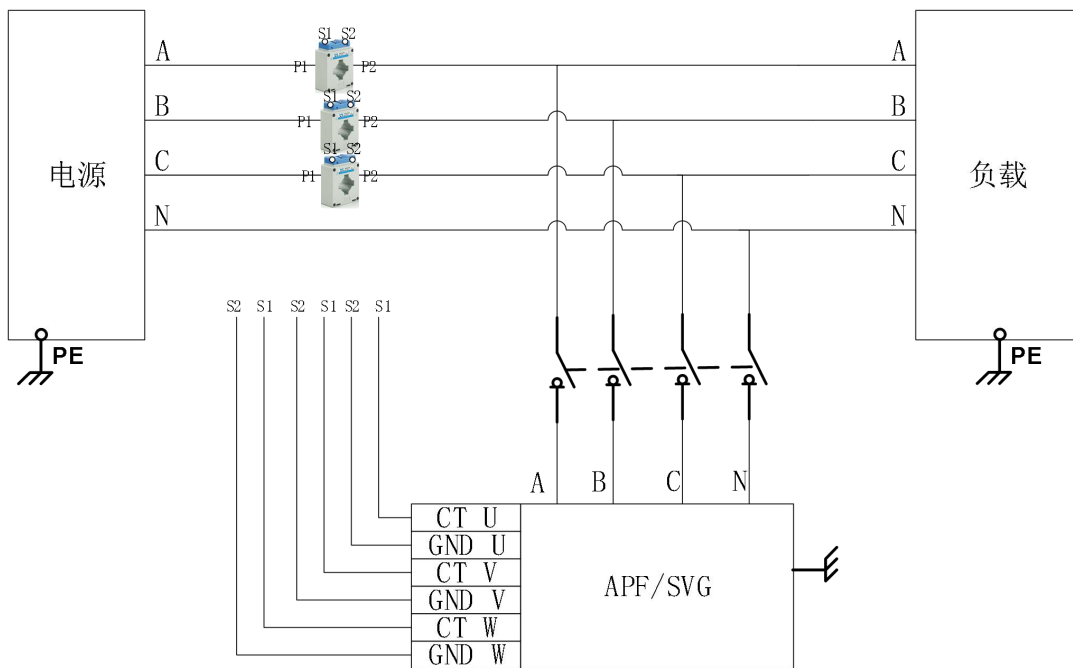 S1 S2
A P1 P2 A
S1 S2
B P1 P2 B
S1 S2
C P1 P2 C
电源 负载
N N
S2 S1 S2 S1 S2 S1
PE PE
A B C N
CT U
GND U
CT V
APF/SVG
GND V
CT W
GND W